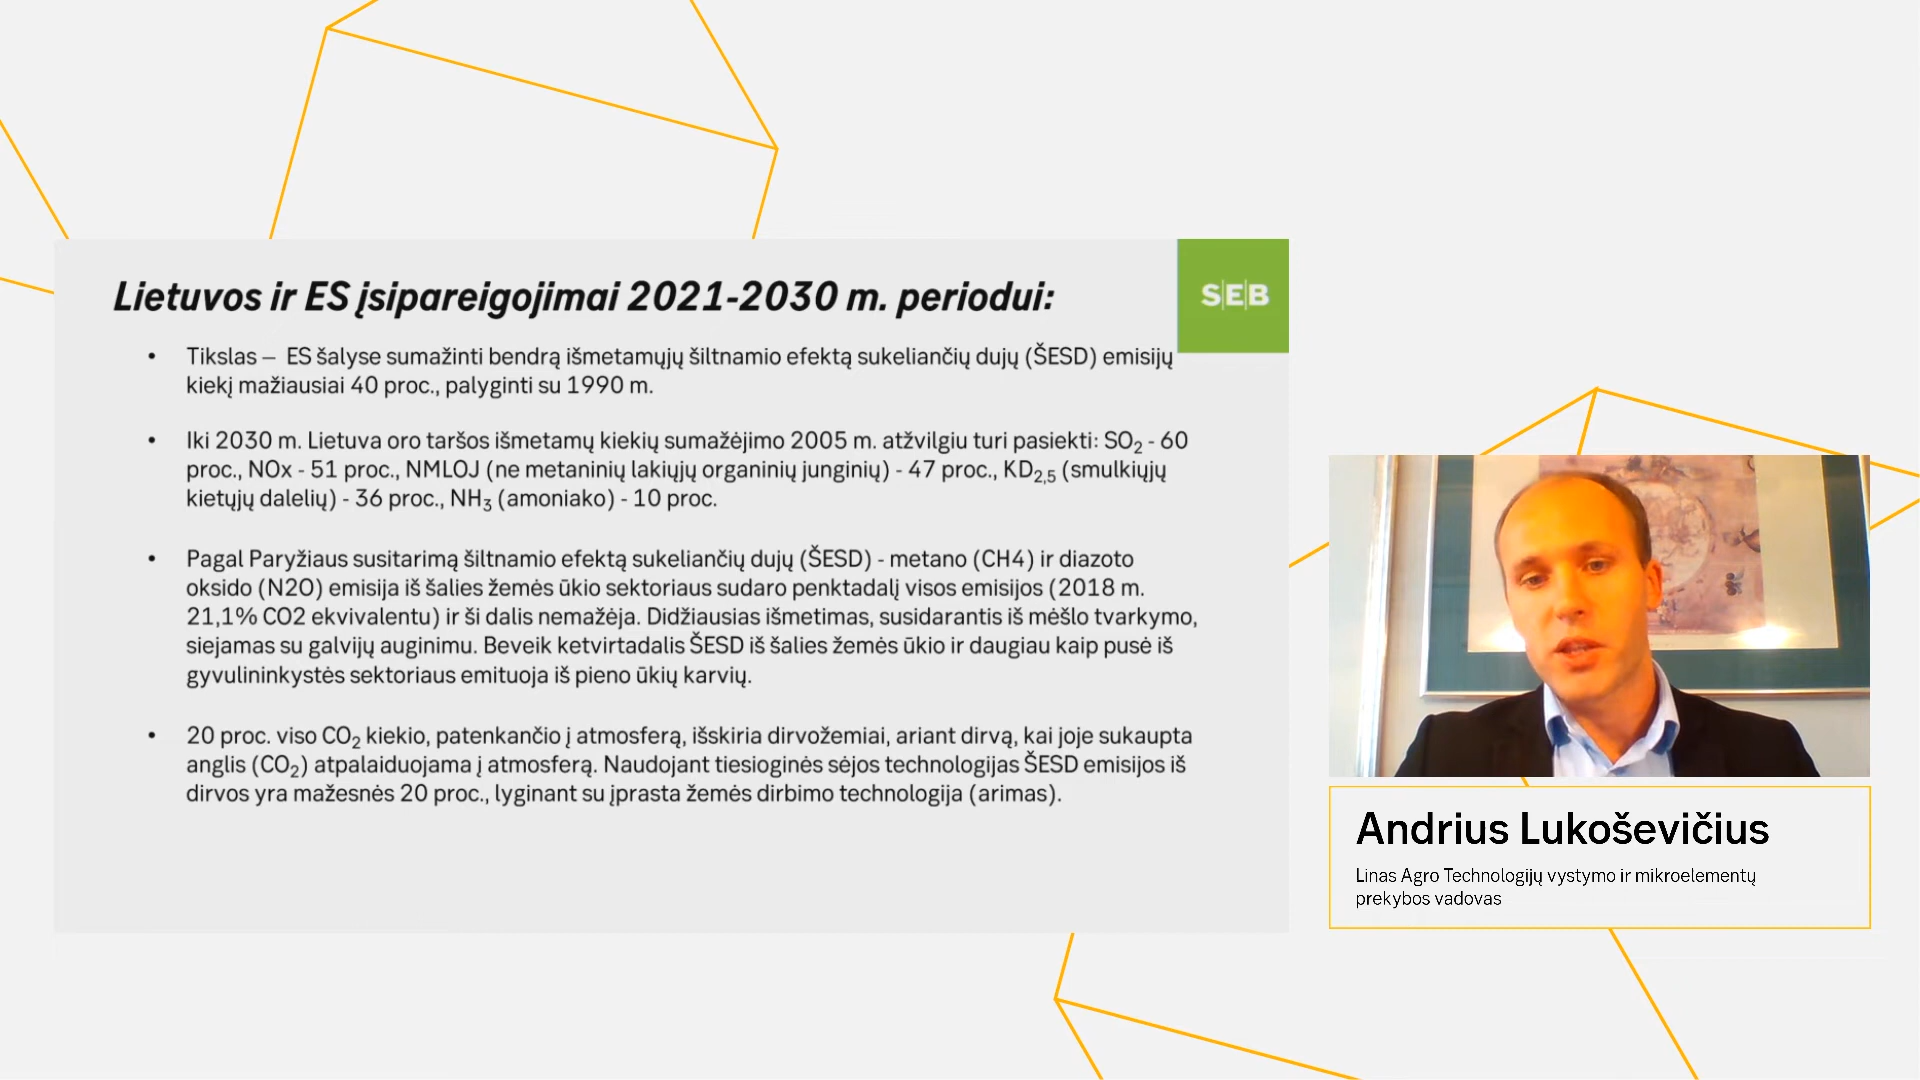 Lietuvos ir ES įsipareigojimai 2021-2030 m. periodui:
S|E|B
• Tikslas – ES šalyse sumažinti bendrą išmetamųjų šiltnamio efektą sukeliančių dujų (ŠESD) emisijų
kiekį mažiausiai 40 proc., palyginti su 1990 m.
• Iki 2030 m. Lietuva oro taršos išmetamų kiekių sumažėjimo 2005 m. atžvilgiu turi pasiekti: SO₂ - 60
proc., NOx - 51 proc., NMLOJ (ne metaninių lakiųjų organinių junginių) - 47 proc., KD₂,₅ (smulkiųjų
kietųjų dalelių) - 36 proc., NH₃ (amoniako) - 10 proc.
• Pagal Paryžiaus susitarimą šiltnamio efektą sukeliančių dujų (ŠESD) - metano (CH4) ir diazoto
oksido (N2O) emisija iš šalies žemės ūkio sektoriaus sudaro penktadalį visos emisijos (2018 m.
21,1% CO2 ekvivalentu) ir ši dalis nemažėja. Didžiausias išmetimas, susidarantis iš mėšlo tvarkymo,
siejamas su galvijų auginimu. Beveik ketvirtadalis ŠESD iš šalies žemės ūkio ir daugiau kaip pusė iš
gyvulininkystės sektoriaus emituoja iš pieno ūkių karvių.
• 20 proc. viso CO₂ kiekio, patenkančio į atmosferą, išskiria dirvožemiai, ariant dirvą, kai joje sukaupta
anglis (CO₂) atpalaiduojama į atmosferą. Naudojant tiesioginės sėjos technologijas ŠESD emisijos iš
dirvos yra mažesnės 20 proc., lyginant su įprasta žemės dirbimo technologija (arimas).
Andrius Lukoševičius
Linas Agro Technologijų vystymo ir mikroelementų
prekybos vadovas